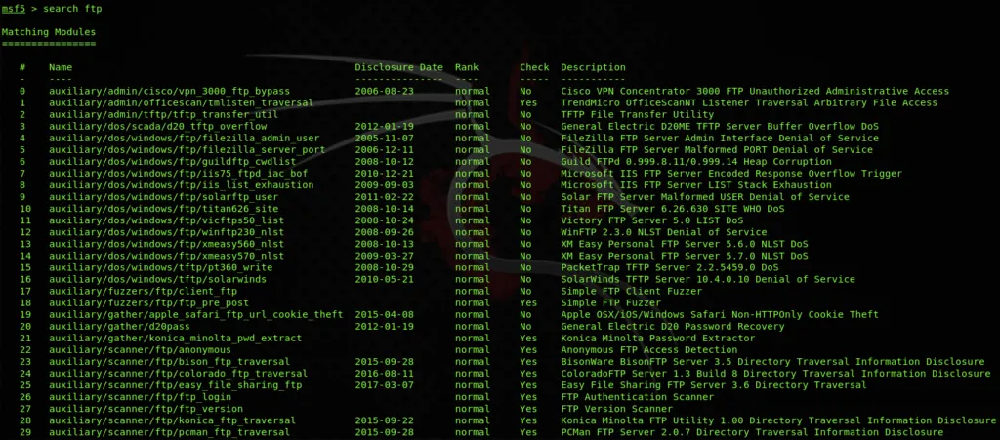 msf5 > search ftp
Matching Modules
================
# Name Disclosure Date Rank Check Description
- ---- --------------- ---- ----- -----------
0 auxiliary/admin/cisco/vpn_3000_ftp_bypass 2006-08-23 normal No Cisco VPN Concentrator 3000 FTP Unauthorized Administrative Access
1 auxiliary/admin/officescan/tmlisten_traversal normal Yes TrendMicro OfficeScanNT Listener Traversal Arbitrary File Access
2 auxiliary/admin/tftp/tftp_transfer_util normal No TFTP File Transfer Utility
3 auxiliary/dos/scada/d20_tftp_overflow 2012-01-19 normal No General Electric D20ME TFTP Server Buffer Overflow DoS
4 auxiliary/dos/windows/ftp/filezilla_admin_user 2005-11-07 normal No FileZilla FTP Server Admin Interface Denial of Service
5 auxiliary/dos/windows/ftp/filezilla_server_port 2006-12-11 normal No FileZilla FTP Server Malformed PORT Denial of Service
6 auxiliary/dos/windows/ftp/guildftp_cwdlist 2008-10-12 normal No Guild FTPd 0.999.8.11/0.999.14 Heap Corruption
7 auxiliary/dos/windows/ftp/iis75_ftpd_iac_bof 2010-12-21 normal No Microsoft IIS FTP Server Encoded Response Overflow Trigger
8 auxiliary/dos/windows/ftp/iis_list_exhaustion 2009-09-03 normal No Microsoft IIS FTP Server LIST Stack Exhaustion
9 auxiliary/dos/windows/ftp/solarftp_user 2011-02-22 normal No Solar FTP Server Malformed USER Denial of Service
10 auxiliary/dos/windows/ftp/titan626_site 2008-10-14 normal No Titan FTP Server 6.26.630 SITE WHO DoS
11 auxiliary/dos/windows/ftp/vicftps50_list 2008-10-24 normal No Victory FTP Server 5.0 LIST DoS
12 auxiliary/dos/windows/ftp/winftp230_nlst 2008-09-26 normal No WinFTP 2.3.0 NLST Denial of Service
13 auxiliary/dos/windows/ftp/xmeasy560_nlst 2008-10-13 normal No XM Easy Personal FTP Server 5.6.0 NLST DoS
14 auxiliary/dos/windows/ftp/xmeasy570_nlst 2009-03-27 normal No XM Easy Personal FTP Server 5.7.0 NLST DoS
15 auxiliary/dos/windows/tftp/pt360_write 2008-10-29 normal No PacketTrap TFTP Server 2.2.5459.0 DoS
16 auxiliary/dos/windows/tftp/solarwinds 2010-05-21 normal No SolarWinds TFTP Server 10.4.0.10 Denial of Service
17 auxiliary/fuzzers/ftp/client_ftp normal No Simple FTP Client Fuzzer
18 auxiliary/fuzzers/ftp/ftp_pre_post normal Yes Simple FTP Fuzzer
19 auxiliary/gather/apple_safari_ftp_url_cookie_theft 2015-04-08 normal No Apple OSX/iOS/Windows Safari Non-HTTPOnly Cookie Theft
20 auxiliary/gather/d20pass 2012-01-19 normal No General Electric D20 Password Recovery
21 auxiliary/gather/konica_minolta_pwd_extract normal Yes Konica Minolta Password Extractor
22 auxiliary/scanner/ftp/anonymous normal Yes Anonymous FTP Access Detection
23 auxiliary/scanner/ftp/bison_ftp_traversal 2015-09-28 normal Yes BisonWare BisonFTP Server 3.5 Directory Traversal Information Disclosure
24 auxiliary/scanner/ftp/colorado_ftp_traversal 2016-08-11 normal Yes ColoradoFTP Server 1.3 Build 8 Directory Traversal Information Disclosure
25 auxiliary/scanner/ftp/easy_file_sharing_ftp 2017-03-07 normal Yes Easy File Sharing FTP Server 3.6 Directory Traversal
26 auxiliary/scanner/ftp/ftp_login normal Yes FTP Authentication Scanner
27 auxiliary/scanner/ftp/ftp_version normal Yes FTP Version Scanner
28 auxiliary/scanner/ftp/konica_ftp_traversal 2015-09-22 normal Yes Konica Minolta FTP Utility 1.00 Directory Traversal Information Disclosure
29 auxiliary/scanner/ftp/pcman_ftp_traversal 2015-09-28 normal Yes PCMan FTP Server 2.0.7 Directory Traversal Information Disclosure